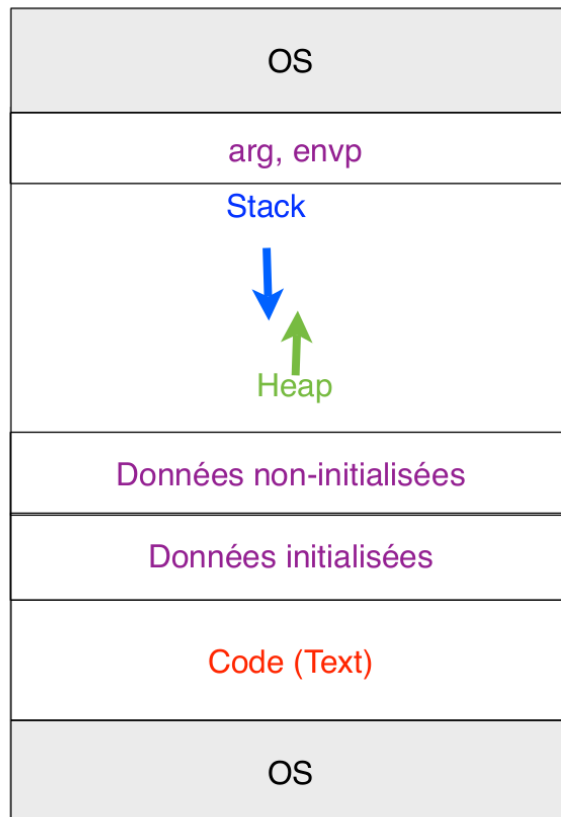 OS
arg, envp
Stack
Heap
Données non-initialisées
Données initialisées
Code (Text)
OS